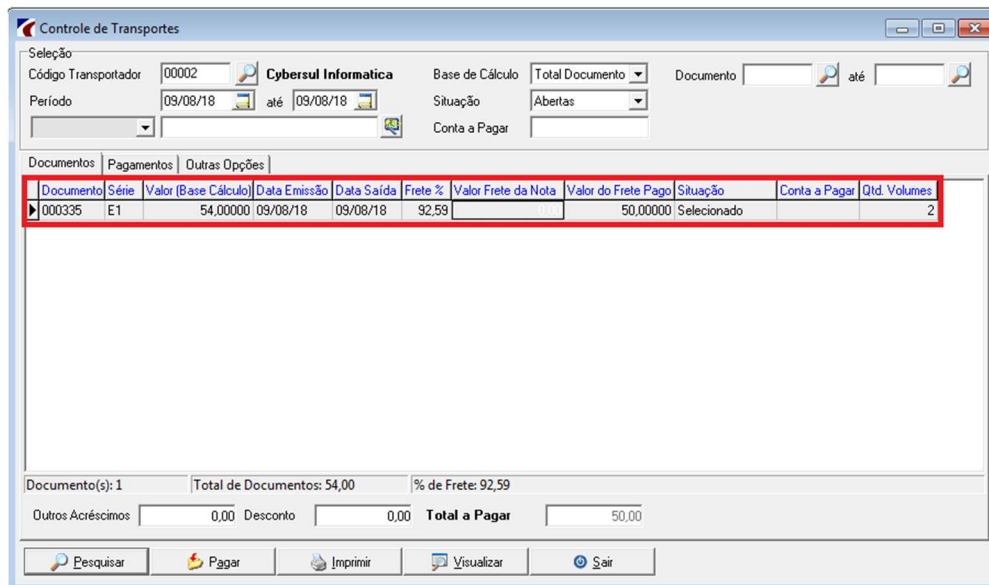 Controle de Transportes
Seleção
Código Transportador 00002 Cybersul Informatica Base de Cálculo Total Documento Documento até
Período 09/08/18 até 09/08/18 Situação Abertas
Conta a Pagar
Documentos Pagamentos Outras Opções
Documento Série Valor (Base Cálculo) Data Emissão Data Saída Frete % Valor Frete da Nota Valor do Frete Pago Situação Conta a Pagar Qtd. Volumes
000335 E1 54,00000 09/08/18 09/08/18 92,59 0,00 50,00000 Selecionado 2
Documento(s): 1 Total de Documentos: 54,00 % de Frete: 92,59
Outros Acréscimos 0,00 Desconto 0,00 Total a Pagar 50,00
Pesquisar Pagar Imprimir Visualizar Sair